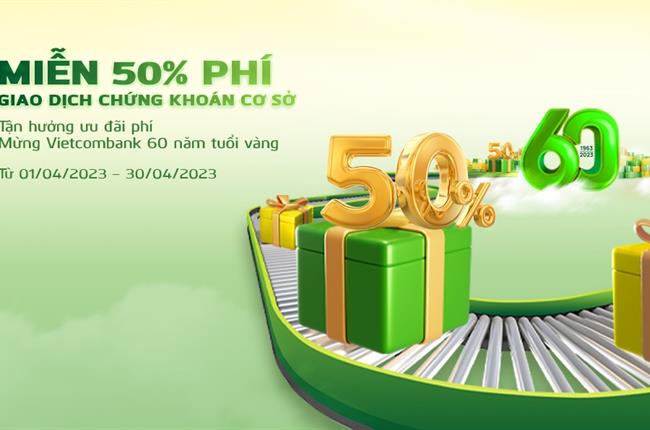 MIỄN 50% PHÍ
GIAO DỊCH CHỨNG KHOÁN CƠ SỞ
Tận hưởng ưu đãi phí
Mừng Vietcombank 60 năm tuổi vàng
Từ 01/04/2023 – 30/04/2023
50%
60
1963
2023
50%